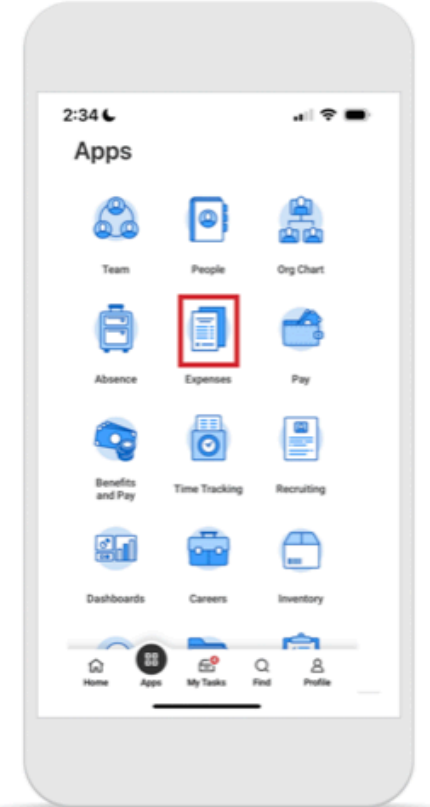 2:34
Apps
Team
People
Org Chart
Absence
Expenses
Pay
Benefits
and Pay
Time Tracking
Recruiting
Dashboards
Careers
Inventory
Home
Apps
My Tasks
Find
Profile